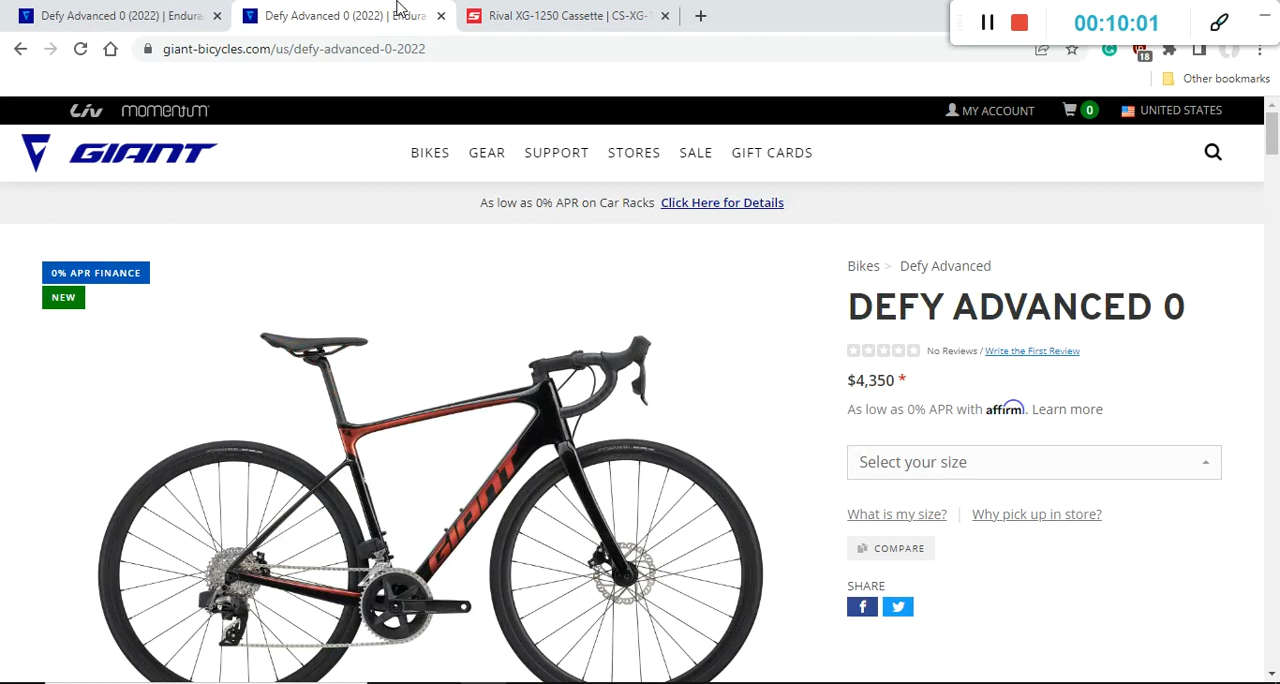 Defy Advanced 0 (2022) | Endura
Defy Advanced 0 (2022) | Endura
Rival XG-1250 Cassette | CS-XG-1
00:10:01
giant-bicycles.com/us/defy-advanced-0-2022
18
Other bookmarks
Liv momentum
MY ACCOUNT
0
UNITED STATES
GIANT
BIKES GEAR SUPPORT STORES SALE GIFT CARDS
As low as 0% APR on Car Racks Click Here for Details
0% APR FINANCE
NEW
GIANT
Bikes > Defy Advanced
DEFY ADVANCED 0
No Reviews / Write the First Review
$4,350 *
As low as 0% APR with affirm. Learn more
Select your size
What is my size? Why pick up in store?
COMPARE
SHARE